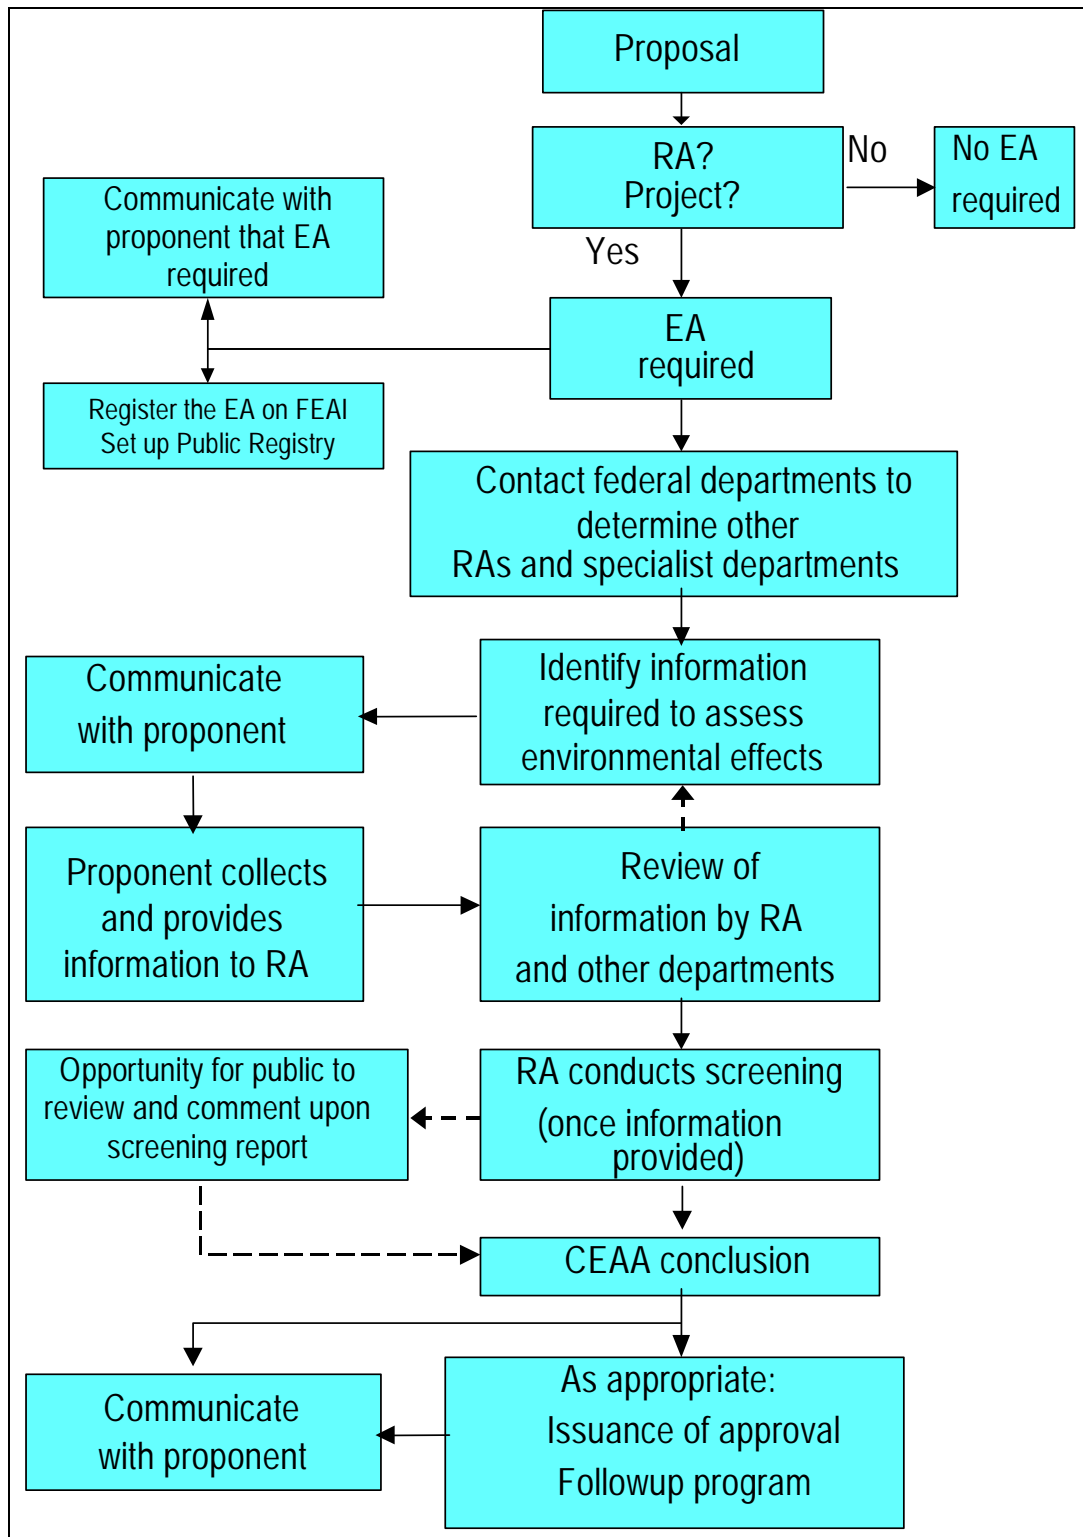 Proposal
RA?
Project?
No
No EA
required
Communicate with
proponent that EA
required
Yes
EA
required
Register the EA on FEAI
Set up Public Registry
Contact federal departments to
determine other
RAs and specialist departments
Identify information
required to assess
environmental effects
Communicate
with proponent
Proponent collects
and provides
information to RA
Review of
information by RA
and other departments
RA conducts screening
(once information
provided)
Opportunity for public to
review and comment upon
screening report
CEAA conclusion
As appropriate:
Issuance of approval
Followup program
Communicate
with proponent